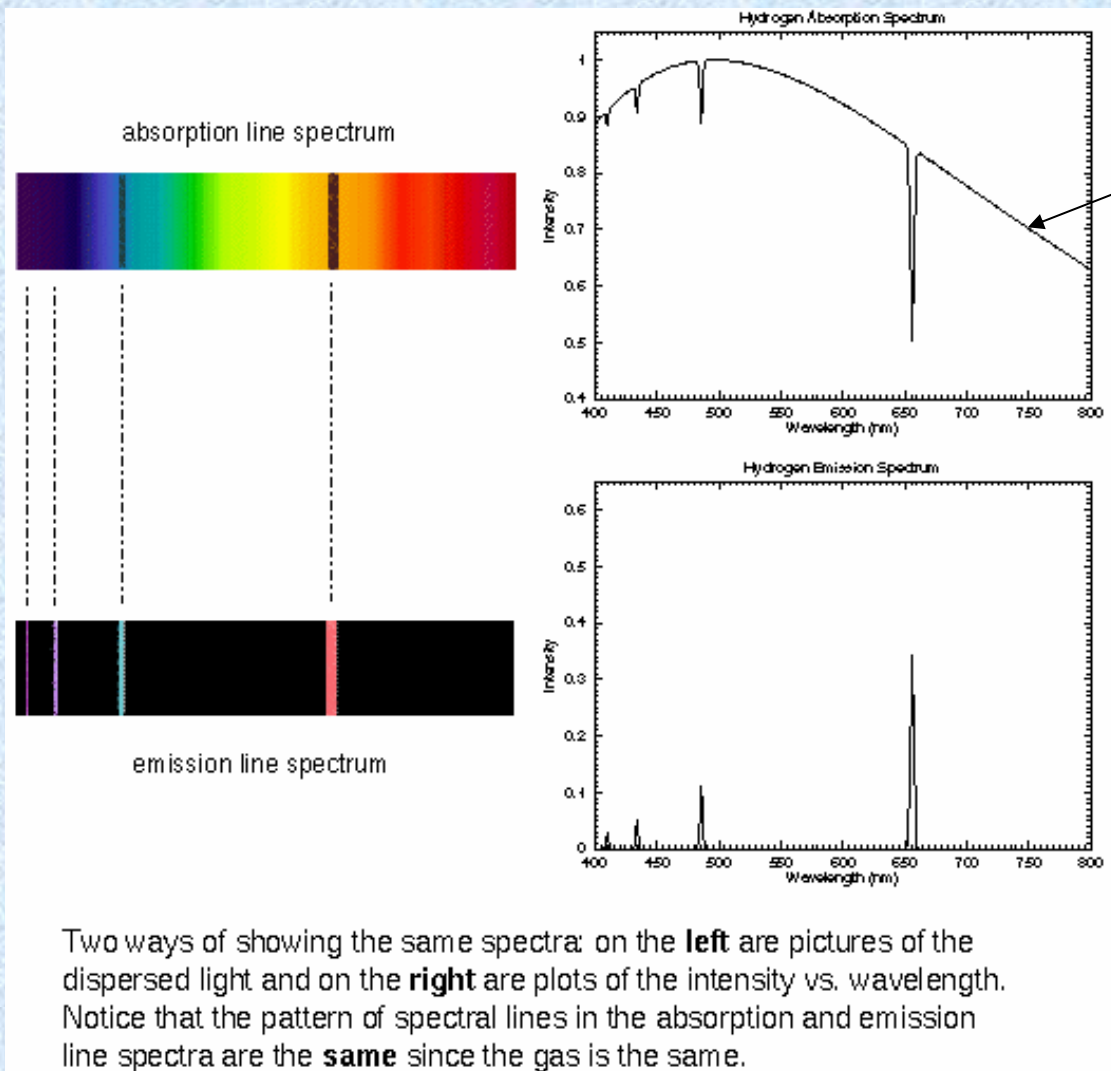 absorption line spectrum
emission line spectrum
Hydrogen Absorption Spectrum
1
0.9
0.8
0.7
0.6
0.5
0.4
Intensity
400 450 500 550 600 650 700 750 800
Wavelength (nm)
Hydrogen Emission Spectrum
0.6
0.5
0.4
0.3
0.2
0.1
0
Intensity
400 450 500 550 600 650 700 750 800
Wavelength (nm)
Two ways of showing the same spectra: on the left are pictures of the
dispersed light and on the right are plots of the intensity vs. wavelength.
Notice that the pattern of spectral lines in the absorption and emission
line spectra are the same since the gas is the same.